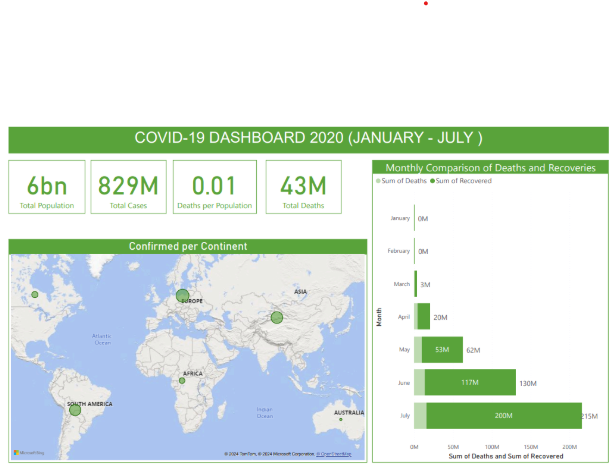 COVID-19 DASHBOARD 2020 (JANUARY - JULY )
6bn
Total Population
829M
Total Cases
0.01
Deaths per Population
43M
Total Deaths
Confirmed per Continent
EUROPE
ASIA
Atlantic
Ocean
AFRICA
SOUTH AMERICA
Indian
Ocean
AUSTRALIA
Microsoft Bing
© 2024 TomTom, © 2024 Microsoft Corporation, © OpenStreetMap
Monthly Comparison of Deaths and Recoveries
Sum of Deaths Sum of Recovered
Month
January 0M
February 0M
March 3M
April 20M
May 53M 62M
June 117M 130M
July 200M 215M
0M 50M 100M 150M 200M
Sum of Deaths and Sum of Recovered